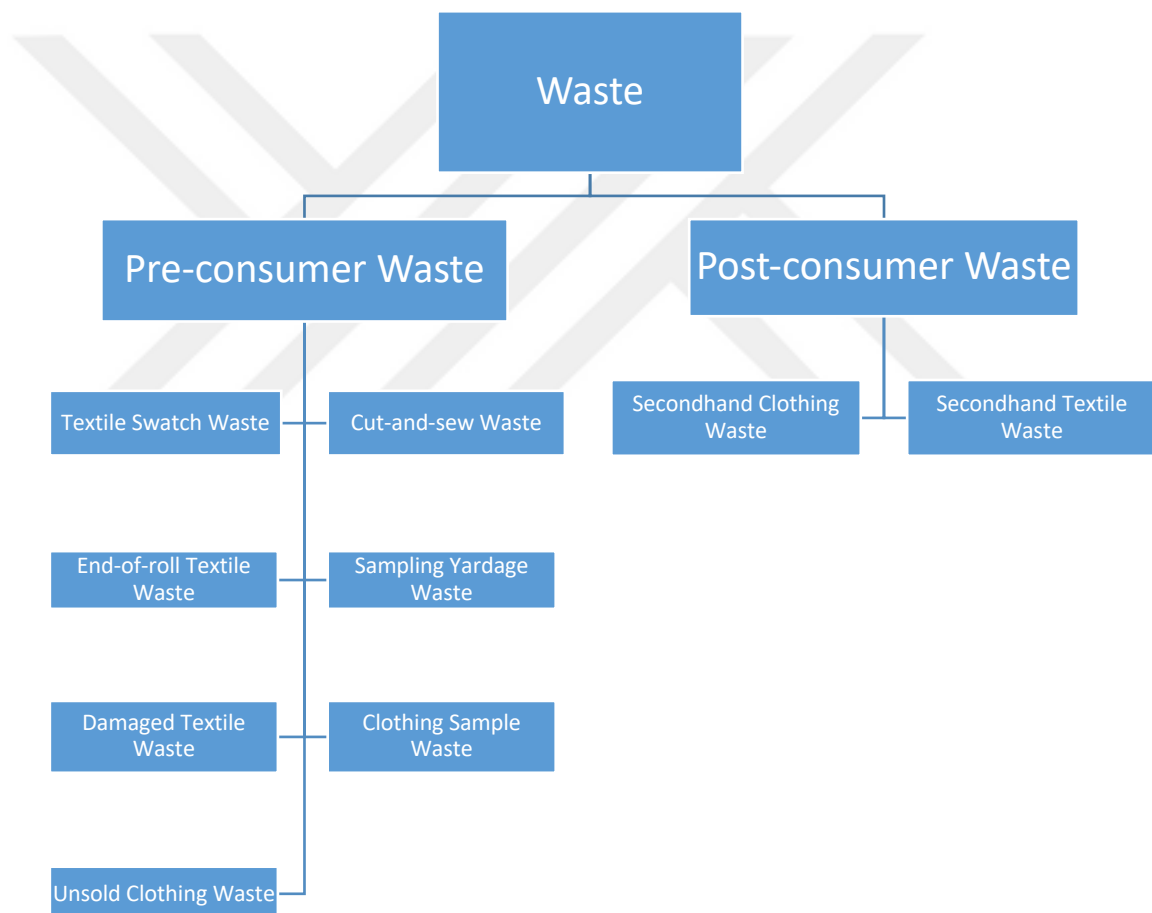 Waste
Pre-consumer Waste
Post-consumer Waste
Textile Swatch Waste
Cut-and-sew Waste
Secondhand Clothing
Waste
Secondhand Textile
Waste
End-of-roll Textile
Waste
Sampling Yardage
Waste
Damaged Textile
Waste
Clothing Sample
Waste
Unsold Clothing Waste